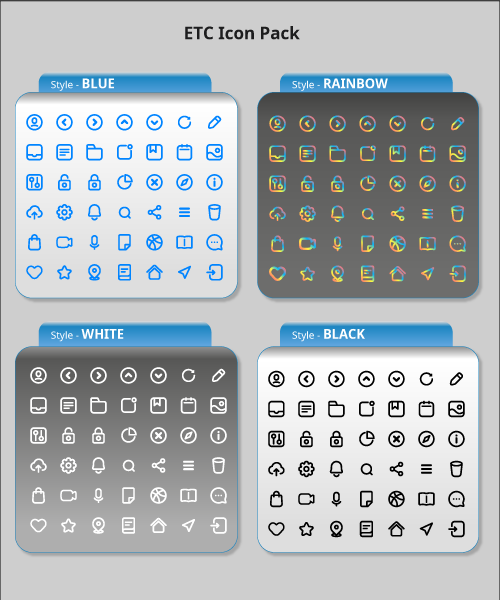 ETC Icon Pack
Style - BLUE
Style - RAINBOW
Style - WHITE
Style - BLACK